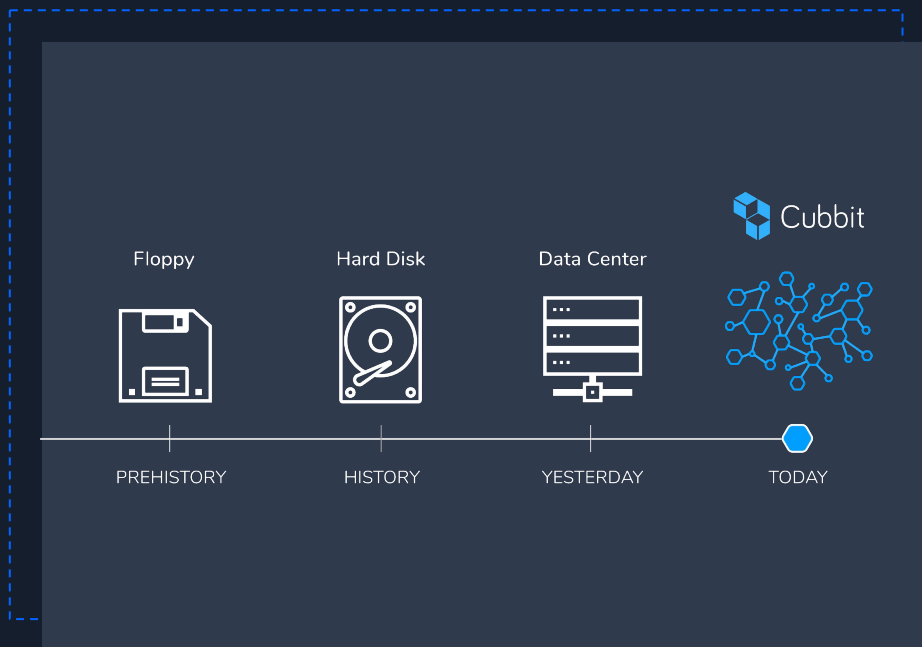 Cubbit
Floppy
Hard Disk
Data Center
PREHISTORY
HISTORY
YESTERDAY
TODAY